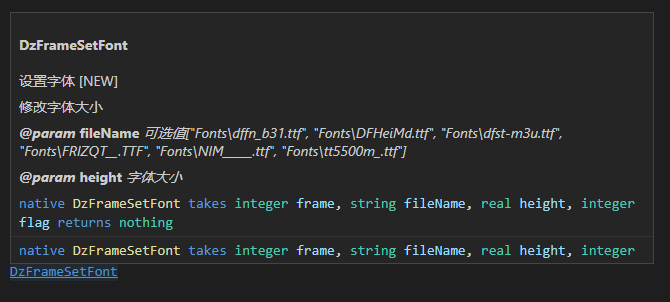 DzFrameSetFont
设置字体 [NEW]
修改字体大小
@param fileName 可选值["Fonts\dffn_b31.ttf", "Fonts\DFHeiMd.ttf", "Fonts\dfst-m3u.ttf",
"Fonts\FRIZQT__.TTF", "Fonts\NIM_____.ttf", "Fonts\tt5500m_.ttf"]
@param height 字体大小
native DzFrameSetFont takes integer frame, string fileName, real height, integer
flag returns nothing
native DzFrameSetFont takes integer frame, string fileName, real height, integer
DzFrameSetFont